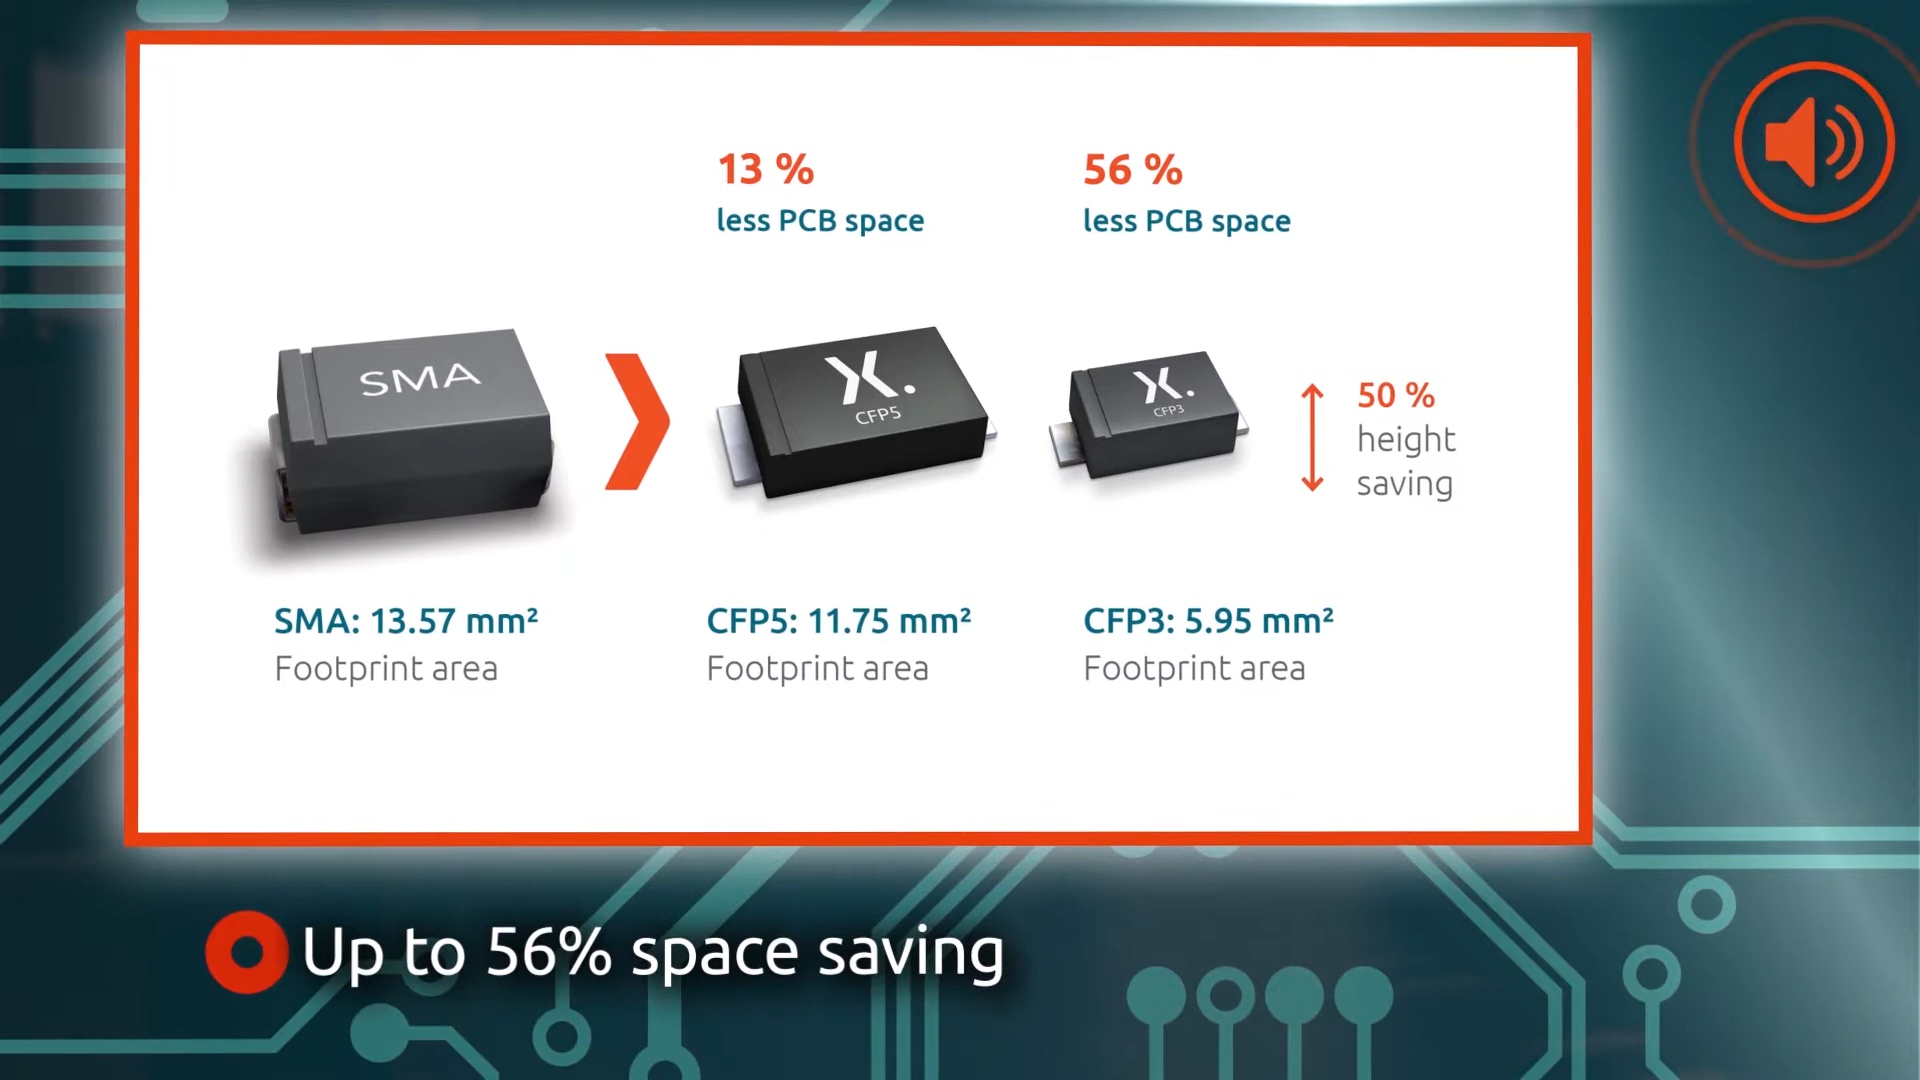 13 %
less PCB space
56 %
less PCB space
SMA
X.
CFP5
X.
CFP3
50 %
height
saving
SMA: 13.57 mm²
Footprint area
CFP5: 11.75 mm²
Footprint area
CFP3: 5.95 mm²
Footprint area
Up to 56% space saving